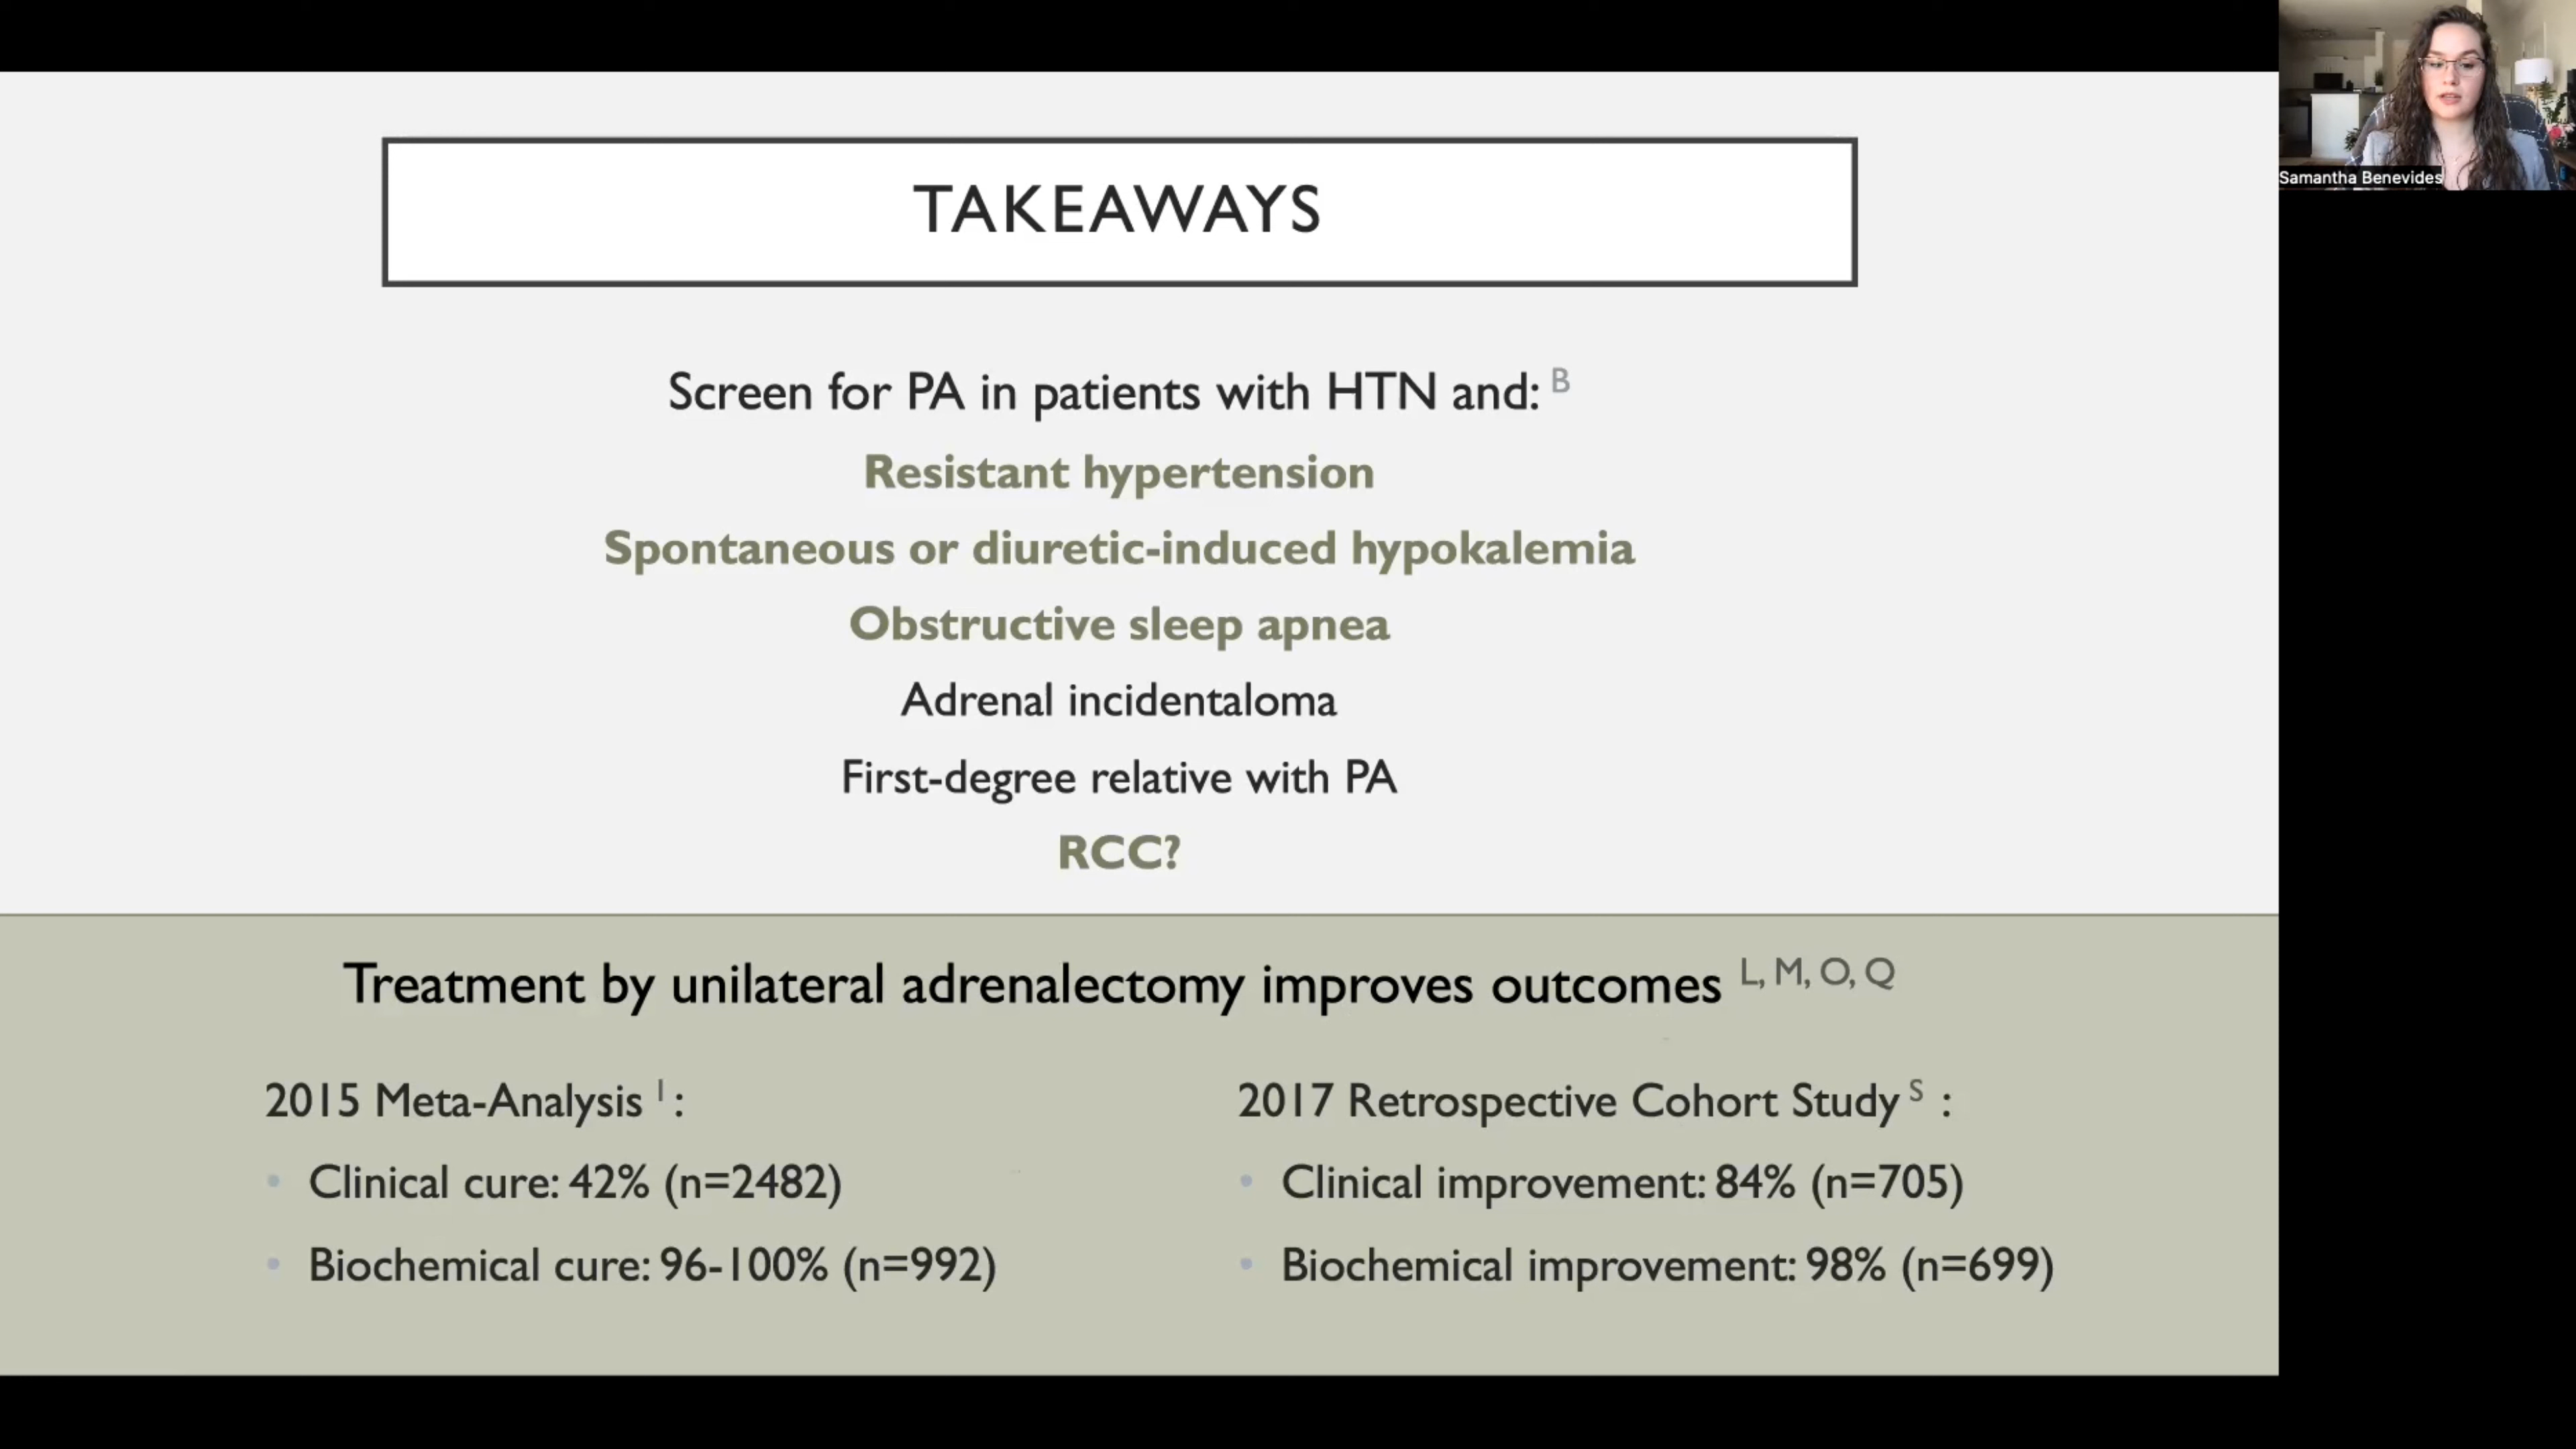 TAKEAWAYS
Samantha Benevides
Screen for PA in patients with HTN and: B
Resistant hypertension
Spontaneous or diuretic-induced hypokalemia
Obstructive sleep apnea
Adrenal incidentaloma
First-degree relative with PA
RCC?
Treatment by unilateral adrenalectomy improves outcomes L, M, O, Q
2015 Meta-Analysis I :
• Clinical cure: 42% (n=2482)
• Biochemical cure: 96-100% (n=992)
2017 Retrospective Cohort Study S :
• Clinical improvement: 84% (n=705)
• Biochemical improvement: 98% (n=699)